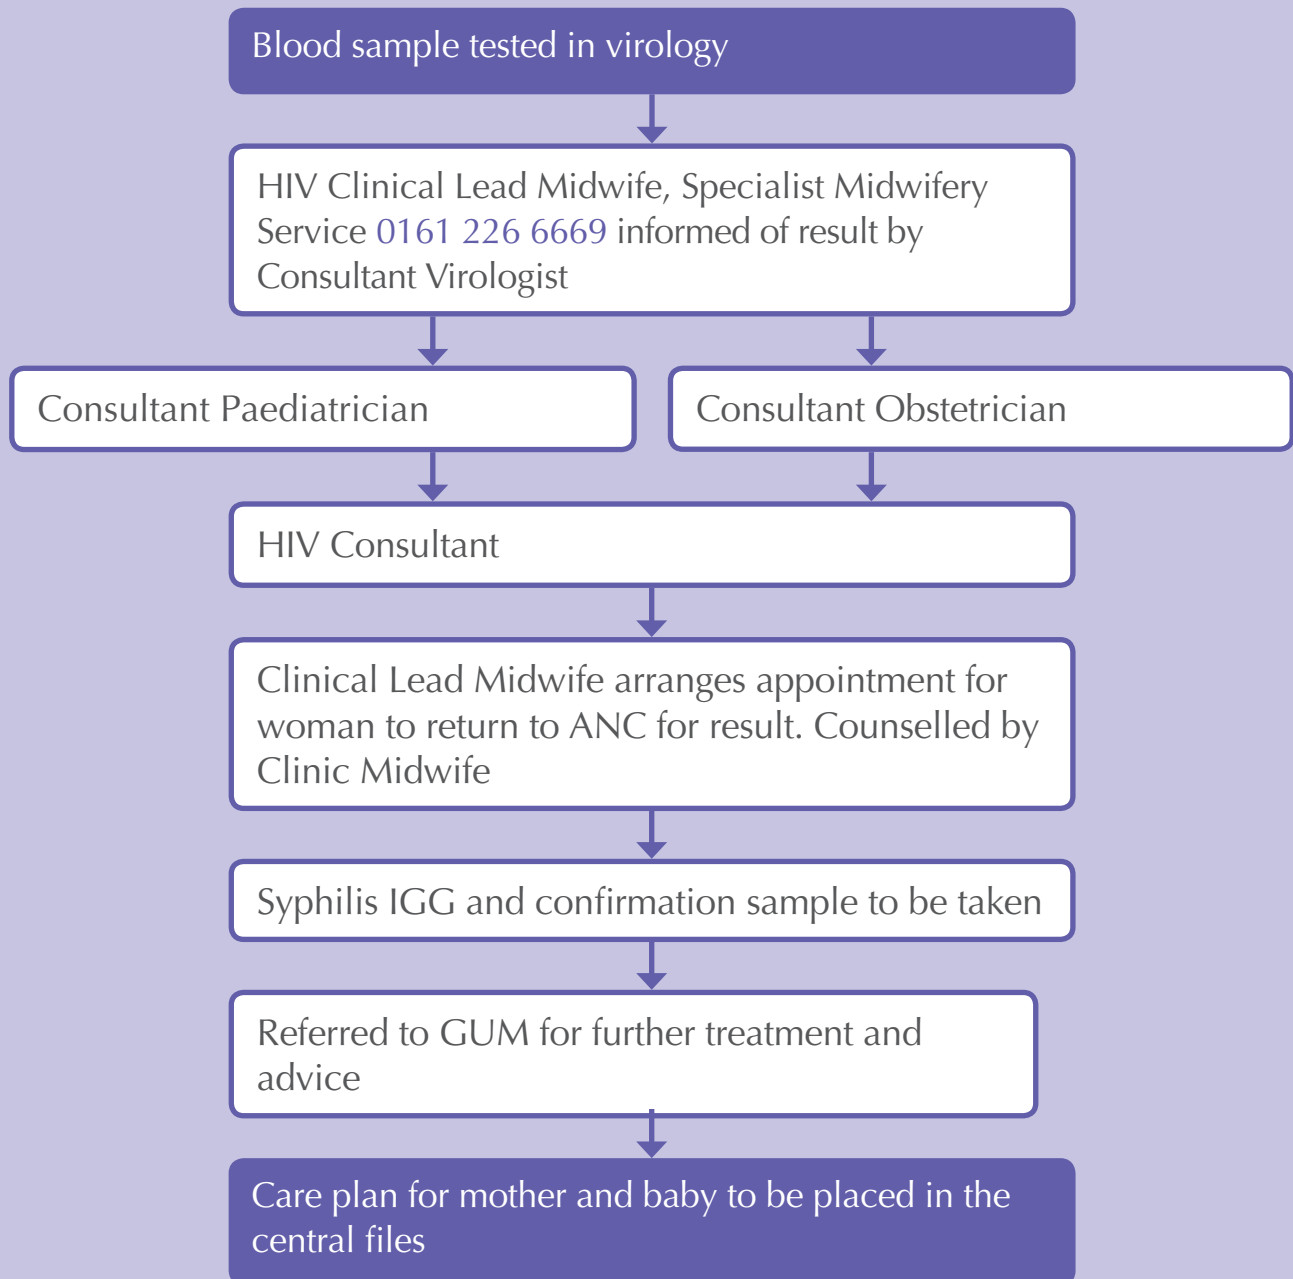 Blood sample tested in virology
HIV Clinical Lead Midwife, Specialist Midwifery
Service 0161 226 6669 informed of result by
Consultant Virologist
Consultant Paediatrician
Consultant Obstetrician
HIV Consultant
Clinical Lead Midwife arranges appointment for
woman to return to ANC for result. Counselled by
Clinic Midwife
Syphilis IGG and confirmation sample to be taken
Referred to GUM for further treatment and
advice
Care plan for mother and baby to be placed in the
central files